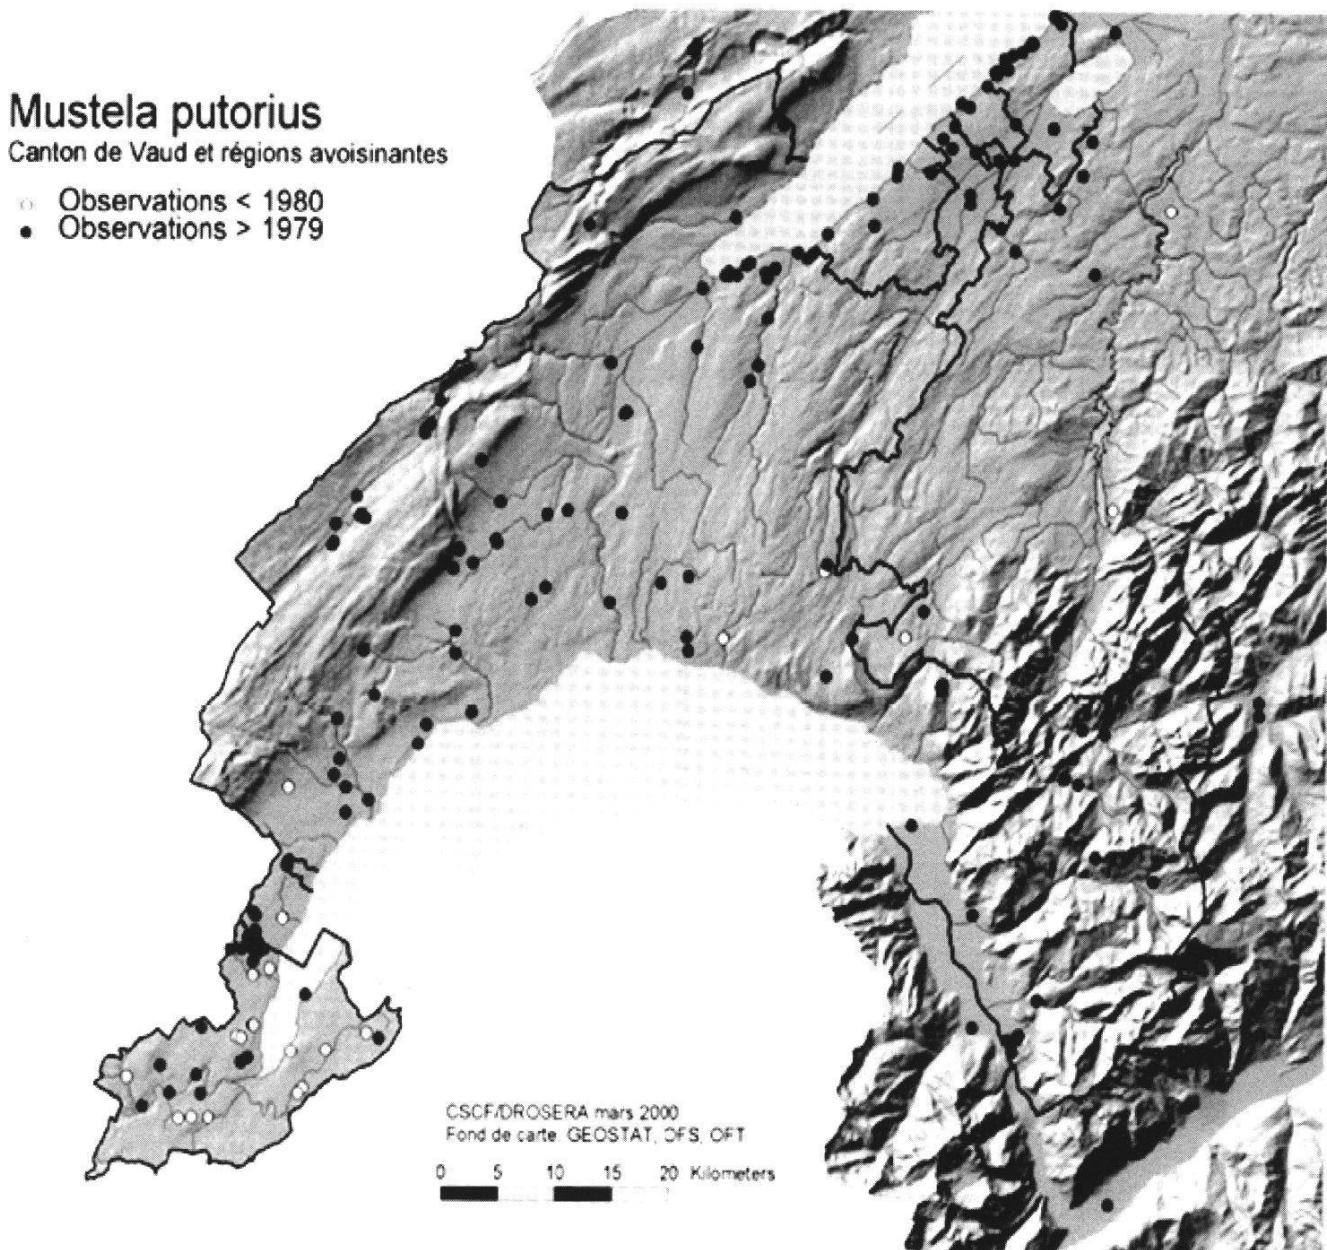 Mustela putorius
Canton de Vaud et régions avoisinantes
Observations < 1980
Observations > 1979
CSCF/DROSERA mars 2000
Fond de carte. GEOSTAT, OFS, OFT
0 5 10 15 20 Kilometers